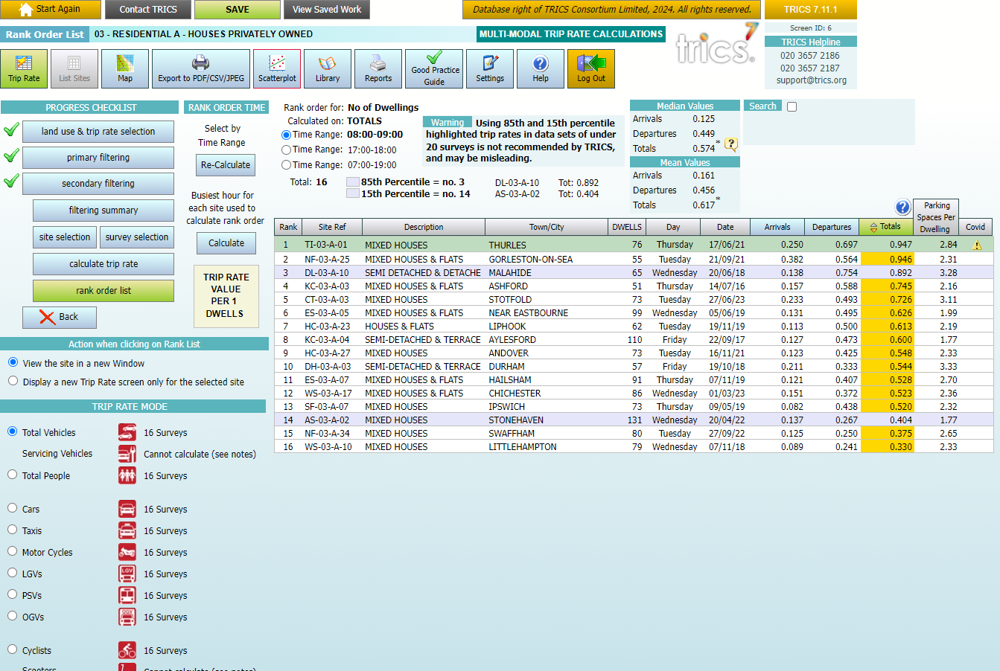 Start Again
Contact TRICS
SAVE
View Saved Work
Database right of TRICS Consortium Limited, 2024. All rights reserved.
TRICS 7.11.1
Rank Order List
03 - RESIDENTIAL A - HOUSES PRIVATELY OWNED
MULTI-MODAL TRIP RATE CALCULATIONS
trics 7
Screen ID: 6
TRICS Helpline
020 3657 2186
020 3657 2187
support@trics.org
Trip Rate
List Sites
Map
Export to PDF/CSV/JPEG
Scatterplot
Library
Reports
Good Practice
Guide
Settings
Help
Log Out
PROGRESS CHECKLIST
land use & trip rate selection
primary filtering
secondary filtering
filtering summary
site selection
survey selection
calculate trip rate
rank order list
Back
RANK ORDER TIME
Select by
Time Range
Re-Calculate
Busiest hour for
each site used to
calculate rank order
Calculate
TRIP RATE
VALUE
PER 1
DWELLS
Rank order for: No of Dwellings
Calculated on: TOTALS
Time Range: 08:00-09:00
Time Range: 17:00-18:00
Time Range: 07:00-19:00
Warning Using 85th and 15th percentile
highlighted trip rates in data sets of under
20 surveys is not recommended by TRICS,
and may be misleading.
Total: 16
85th Percentile = no. 3 DL-03-A-10 Tot: 0.892
15th Percentile = no. 14 AS-03-A-02 Tot: 0.404
Median Values
Arrivals 0.125
Departures 0.449
Totals 0.574 *
Mean Values
Arrivals 0.161
Departures 0.456
Totals 0.617 *
Search
Action when clicking on Rank List
View the site in a new Window
Display a new Trip Rate screen only for the selected site
TRIP RATE MODE
Total Vehicles 16 Surveys
Servicing Vehicles Cannot calculate (see notes)
Total People 16 Surveys
Cars 16 Surveys
Taxis 16 Surveys
Motor Cycles 16 Surveys
LGVs LGV 16 Surveys
PSVs 16 Surveys
OGVs OGV 16 Surveys
Cyclists 16 Surveys
Scooters Cannot calculate (see notes)
Rank Site Ref Description Town/City DWELLS Day Date Arrivals Departures Totals Parking Spaces Per Dwelling Covid
1 TI-03-A-01 MIXED HOUSES THURLES 76 Thursday 17/06/21 0.250 0.697 0.947 2.84
2 NF-03-A-25 MIXED HOUSES & FLATS GORLESTON-ON-SEA 55 Tuesday 21/09/21 0.382 0.564 0.946 2.31
3 DL-03-A-10 SEMI DETACHED & DETACHE MALAHIDE 65 Wednesday 20/06/18 0.138 0.754 0.892 3.28
4 KC-03-A-03 MIXED HOUSES & FLATS ASHFORD 51 Thursday 14/07/16 0.157 0.588 0.745 2.16
5 CT-03-A-03 MIXED HOUSES STOTFOLD 73 Tuesday 27/06/23 0.233 0.493 0.726 3.11
6 ES-03-A-05 MIXED HOUSES & FLATS NEAR EASTBOURNE 99 Wednesday 05/06/19 0.131 0.495 0.626 1.99
7 HC-03-A-23 HOUSES & FLATS LIPHOOK 62 Tuesday 19/11/19 0.113 0.500 0.613 2.19
8 KC-03-A-04 SEMI-DETACHED & TERRACE AYLESFORD 110 Friday 22/09/17 0.127 0.473 0.600 1.77
9 HC-03-A-27 MIXED HOUSES ANDOVER 73 Tuesday 16/11/21 0.123 0.425 0.548 2.33
10 DH-03-A-03 SEMI-DETACHED & TERRACE DURHAM 57 Friday 19/10/18 0.211 0.333 0.544 3.33
11 ES-03-A-07 MIXED HOUSES & FLATS HAILSHAM 91 Thursday 07/11/19 0.121 0.407 0.528 2.70
12 WS-03-A-17 MIXED HOUSES & FLATS CHICHESTER 86 Wednesday 01/03/23 0.151 0.372 0.523 2.36
13 SF-03-A-07 MIXED HOUSES IPSWICH 73 Thursday 09/05/19 0.082 0.438 0.520 2.32
14 AS-03-A-02 MIXED HOUSES STONEHAVEN 131 Wednesday 20/04/22 0.137 0.267 0.404 1.77
15 NF-03-A-34 MIXED HOUSES SWAFFHAM 80 Tuesday 27/09/22 0.125 0.250 0.375 2.65
16 WS-03-A-10 MIXED HOUSES LITTLEHAMPTON 79 Wednesday 07/11/18 0.089 0.241 0.330 2.33